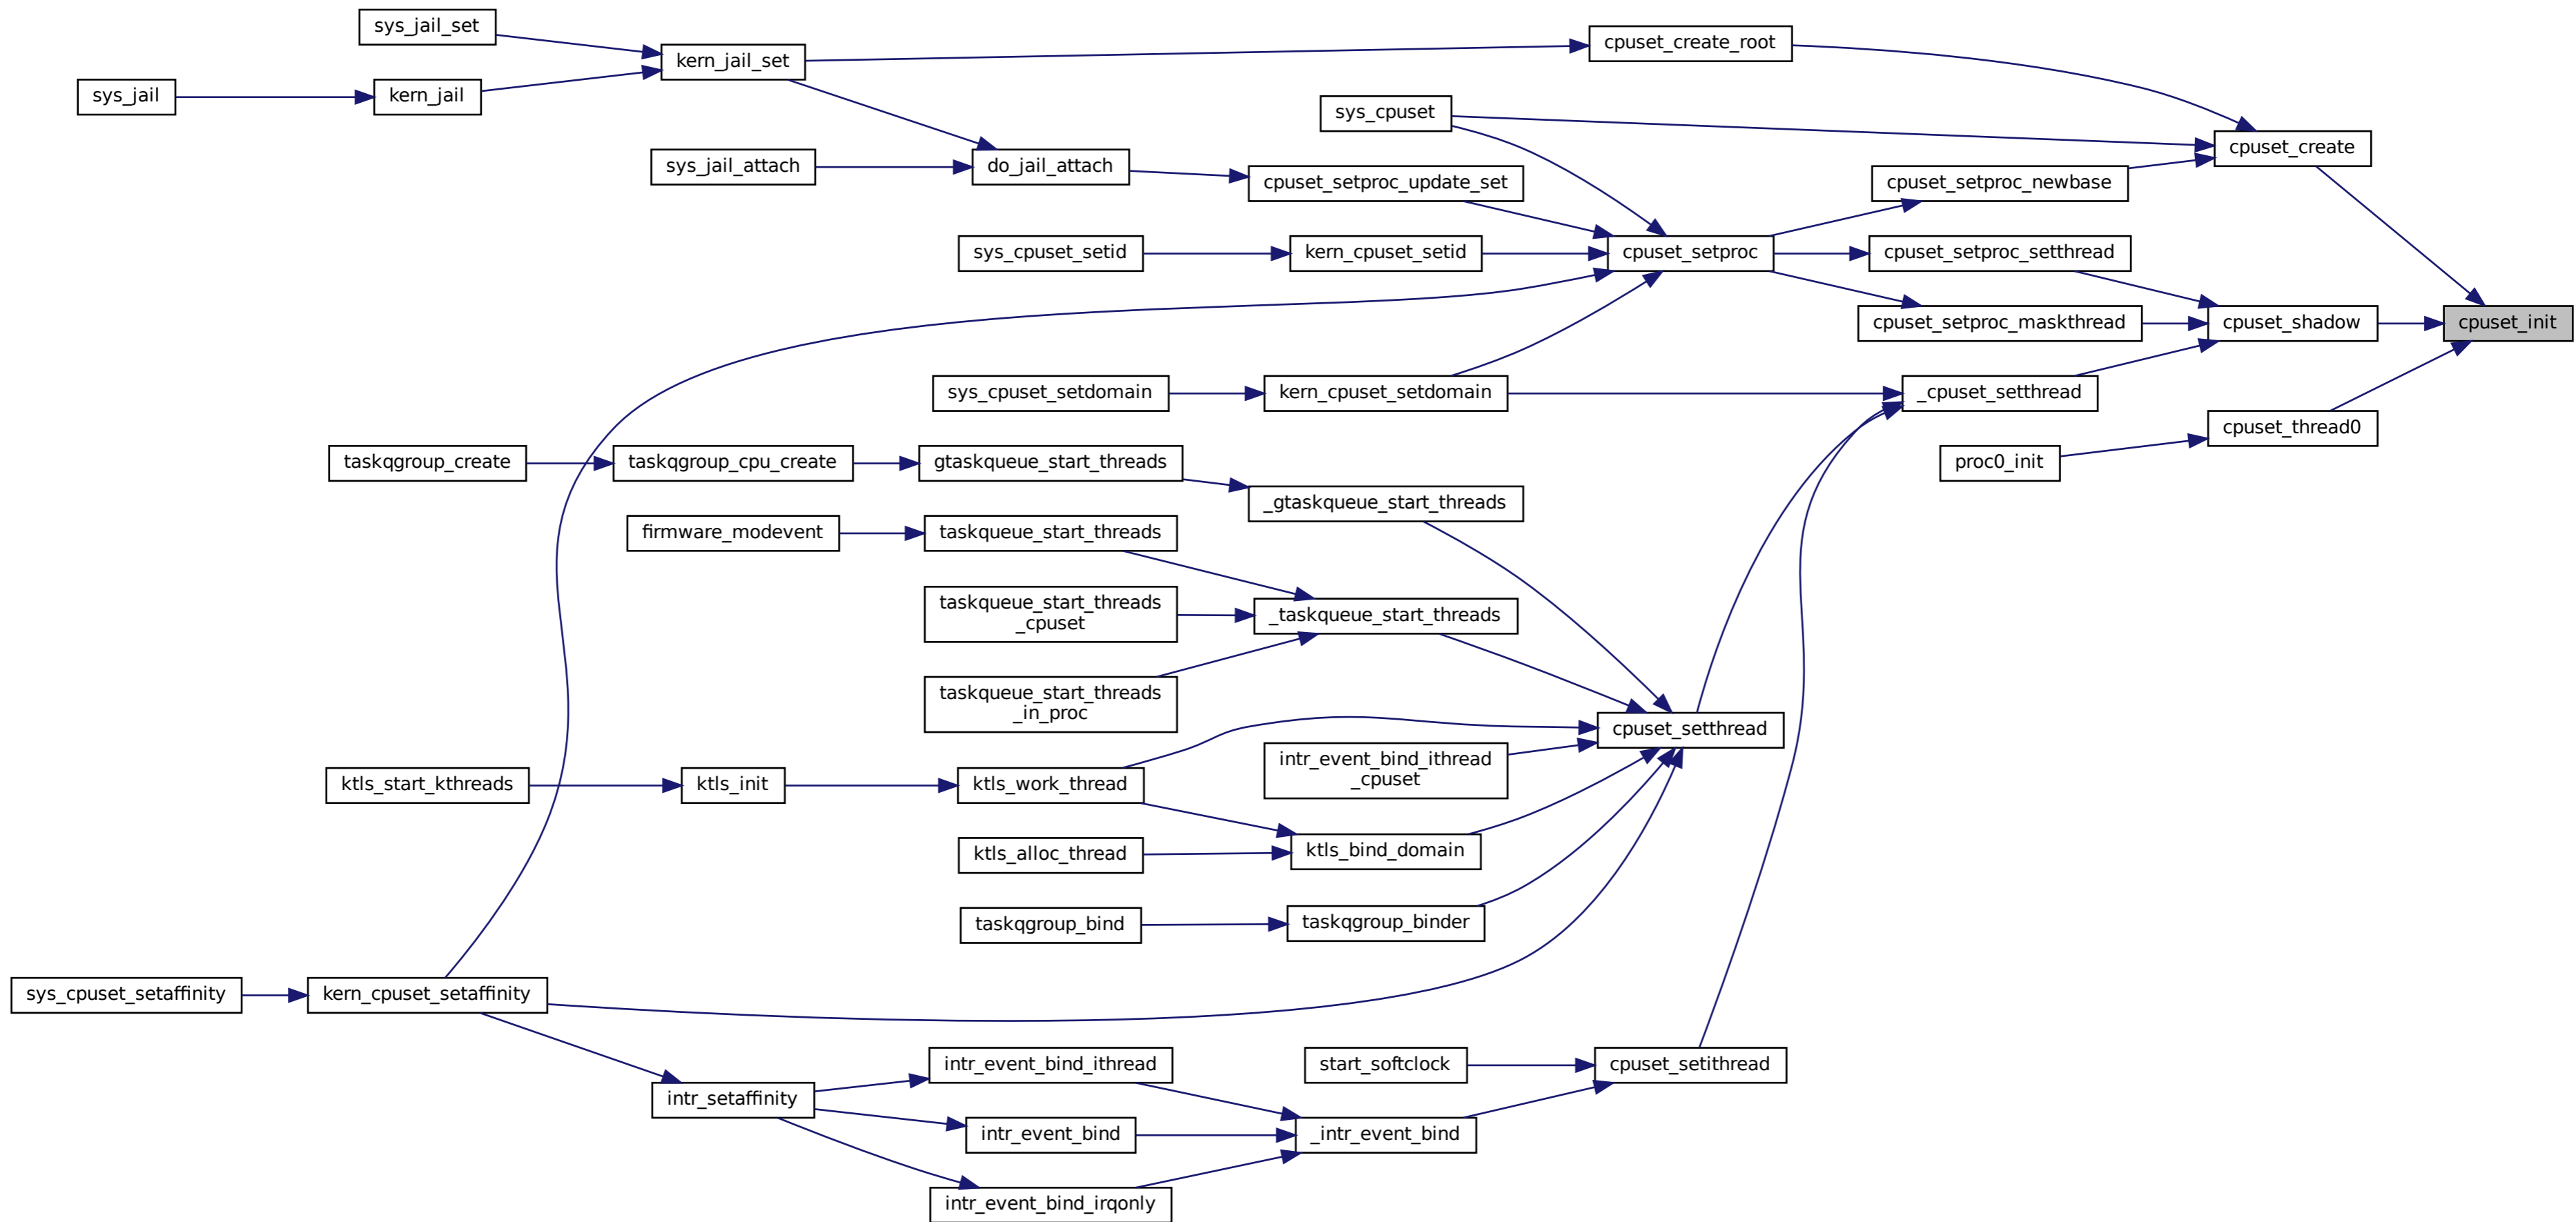 sys_jail_set
cpuset_create_root
kern_jail_set
sys_jail
kern_jail
sys_cpuset
cpuset_create
sys_jail_attach
do_jail_attach
cpuset_setproc_update_set
cpuset_setproc_newbase
sys_cpuset_setid
kern_cpuset_setid
cpuset_setproc
cpuset_setproc_setthread
cpuset_setproc_maskthread
cpuset_shadow
cpuset_init
sys_cpuset_setdomain
kern_cpuset_setdomain
_cpuset_setthread
cpuset_thread0
taskqgroup_create
taskqgroup_cpu_create
gtaskqueue_start_threads
proc0_init
_gtaskqueue_start_threads
firmware_modevent
taskqueue_start_threads
taskqueue_start_threads
_cpuset
_taskqueue_start_threads
taskqueue_start_threads
_in_proc
cpuset_setthread
intr_event_bind_ithread
_cpuset
ktls_start_kthreads
ktls_init
ktls_work_thread
ktls_alloc_thread
ktls_bind_domain
taskqgroup_bind
taskqgroup_binder
sys_cpuset_setaffinity
kern_cpuset_setaffinity
intr_event_bind_ithread
start_softclock
cpuset_setithread
intr_setaffinity
intr_event_bind
_intr_event_bind
intr_event_bind_irqonly